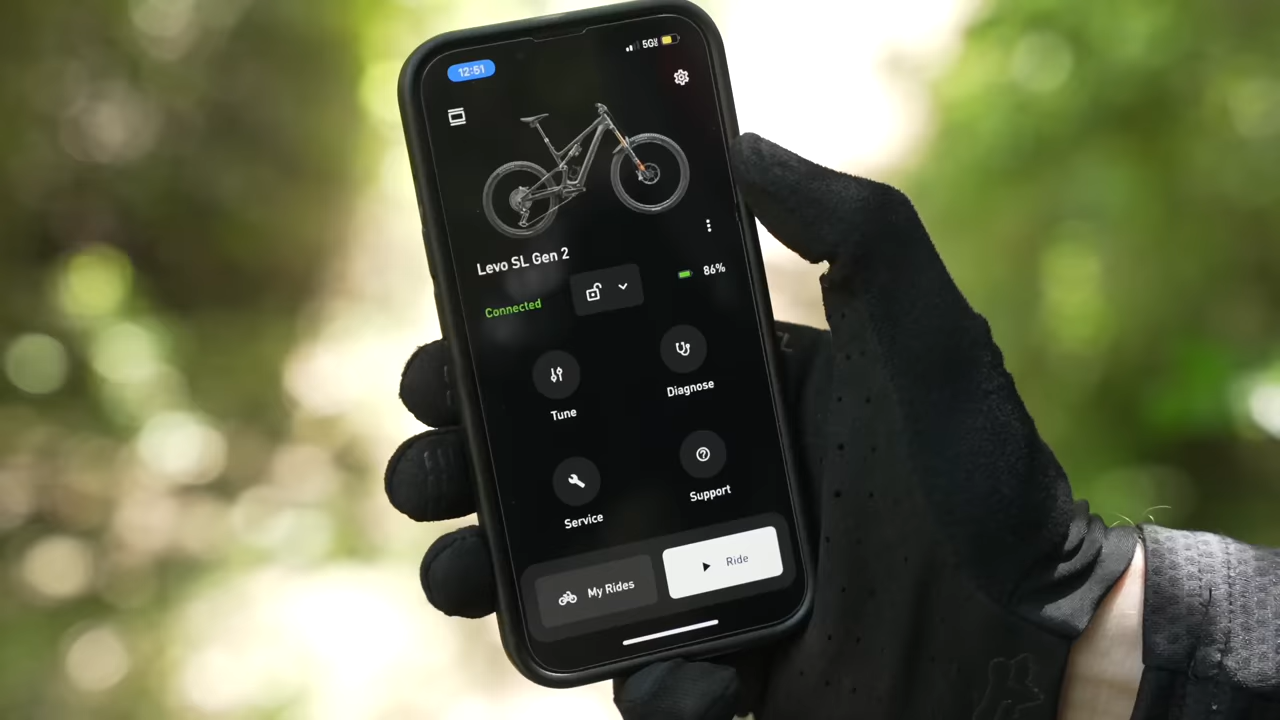 12:51
5G
Levo SL Gen 2
Connected
86%
Tune
Diagnose
Service
Support
My Rides
Ride